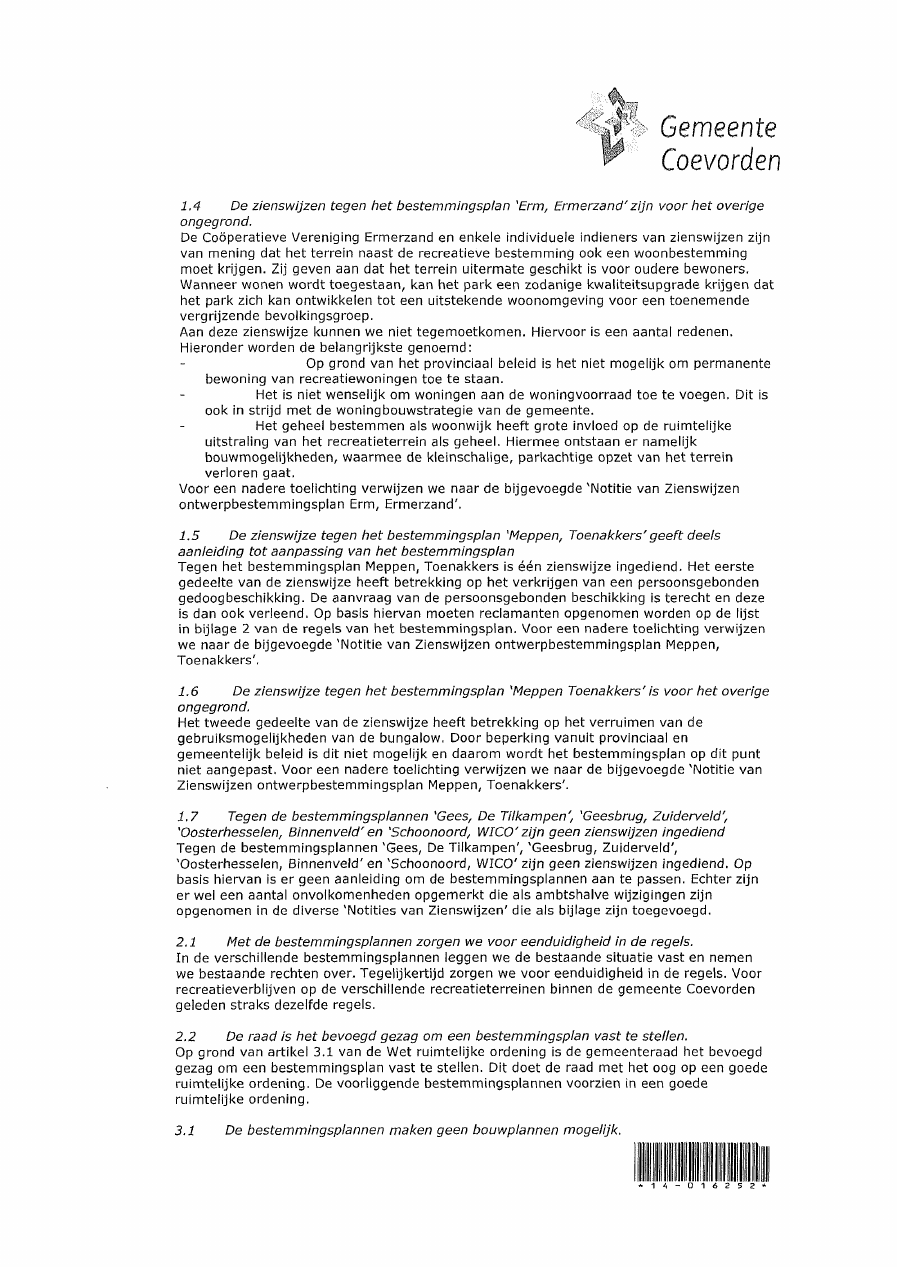 Gemeente
Coevorden
1.4 De zienswijzen tegen het bestemmingsplan 'Erm, Ermerzand' zijn voor het overige
ongegrond.
De Coöperatieve Vereniging Ermerzand en enkele individuele indieners van zienswijzen zijn
van mening dat het terrein naast de recreatieve bestemming ook een woonbestemming
moet krijgen. Zij geven aan dat het terrein uitermate geschikt is voor oudere bewoners.
Wanneer wonen wordt toegestaan, kan het park een zodanige kwaliteitsupgrade krijgen dat
het park zich kan ontwikkelen tot een uitstekende woonomgeving voor een toenemende
vergrijzende bevolkingsgroep.
Aan deze zienswijze kunnen we niet tegemoetkomen. Hiervoor is een aantal redenen.
Hieronder worden de belangrijkste genoemd:
- Op grond van het provinciaal beleid is het niet mogelijk om permanente
bewoning van recreatiewoningen toe te staan.
- Het is niet wenselijk om woningen aan de woningvoorraad toe te voegen. Dit is
ook in strijd met de woningbouwstrategie van de gemeente.
- Het geheel bestemmen als woonwijk heeft grote invloed op de ruimtelijke
uitstraling van het recreatieterrein als geheel. Hiermee ontstaan er namelijk
bouwmogelijkheden, waarmee de kleinschalige, parkachtige opzet van het terrein
verloren gaat.
Voor een nadere toelichting verwijzen we naar de bijgevoegde 'Notitie van Zienswijzen
ontwerpbestemmingsplan Erm, Ermerzand'.
1.5 De zienswijze tegen het bestemmingsplan 'Meppen, Toenakkers' geeft deels
aanleiding tot aanpassing van het bestemmingsplan
Tegen het bestemmingsplan Meppen, Toenakkers is één zienswijze ingediend. Het eerste
gedeelte van de zienswijze heeft betrekking op het verkrijgen van een persoonsgebonden
gedoogbeschikking. De aanvraag van de persoonsgebonden beschikking is terecht en deze
is dan ook verleend. Op basis hiervan moeten reclamanten opgenomen worden op de lijst
in bijlage 2 van de regels van het bestemmingsplan. Voor een nadere toelichting verwijzen
we naar de bijgevoegde 'Notitie van Zienswijzen ontwerpbestemmingsplan Meppen,
Toenakkers'.
1.6 De zienswijze tegen het bestemmingsplan 'Meppen Toenakkers' is voor het overige
ongegrond.
Het tweede gedeelte van de zienswijze heeft betrekking op het verruimen van de
gebruiksmogelijkheden van de bungalow. Door beperking vanuit provinciaal en
gemeentelijk beleid is dit niet mogelijk en daarom wordt het bestemmingsplan op dit punt
niet aangepast. Voor een nadere toelichting verwijzen we naar de bijgevoegde 'Notitie van
Zienswijzen ontwerpbestemmingsplan Meppen, Toenakkers'.
1.7 Tegen de bestemmingsplannen 'Gees, De Tilkampen', 'Geesbrug, Zuiderveld',
'Oosterhesselen, Binnenveld' en 'Schoonoord, WICO' zijn geen zienswijzen ingediend
Tegen de bestemmingsplannen 'Gees, De Tilkampen', 'Geesbrug, Zuiderveld',
'Oosterhesselen, Binnenveld' en 'Schoonoord, WICO' zijn geen zienswijzen ingediend. Op
basis hiervan is er geen aanleiding om de bestemmingsplannen aan te passen. Echter zijn
er wel een aantal onvolkomenheden opgemerkt die als ambtshalve wijzigingen zijn
opgenomen in de diverse 'Notities van Zienswijzen' die als bijlage zijn toegevoegd.
2.1 Met de bestemmingsplannen zorgen we voor eenduidigheid in de regels.
In de verschillende bestemmingsplannen leggen we de bestaande situatie vast en nemen
we bestaande rechten over. Tegelijkertijd zorgen we voor eenduidigheid in de regels. Voor
recreatieverblijven op de verschillende recreatieterreinen binnen de gemeente Coevorden
geleden straks dezelfde regels.
2.2 De raad is het bevoegd gezag om een bestemmingsplan vast te stellen.
Op grond van artikel 3.1 van de Wet ruimtelijke ordening is de gemeenteraad het bevoegd
gezag om een bestemmingsplan vast te stellen. Dit doet de raad met het oog op een goede
ruimtelijke ordening. De voorliggende bestemmingsplannen voorzien in een goede
ruimtelijke ordening.
3.1 De bestemmingsplannen maken geen bouwplannen mogelijk.
*14-016252*